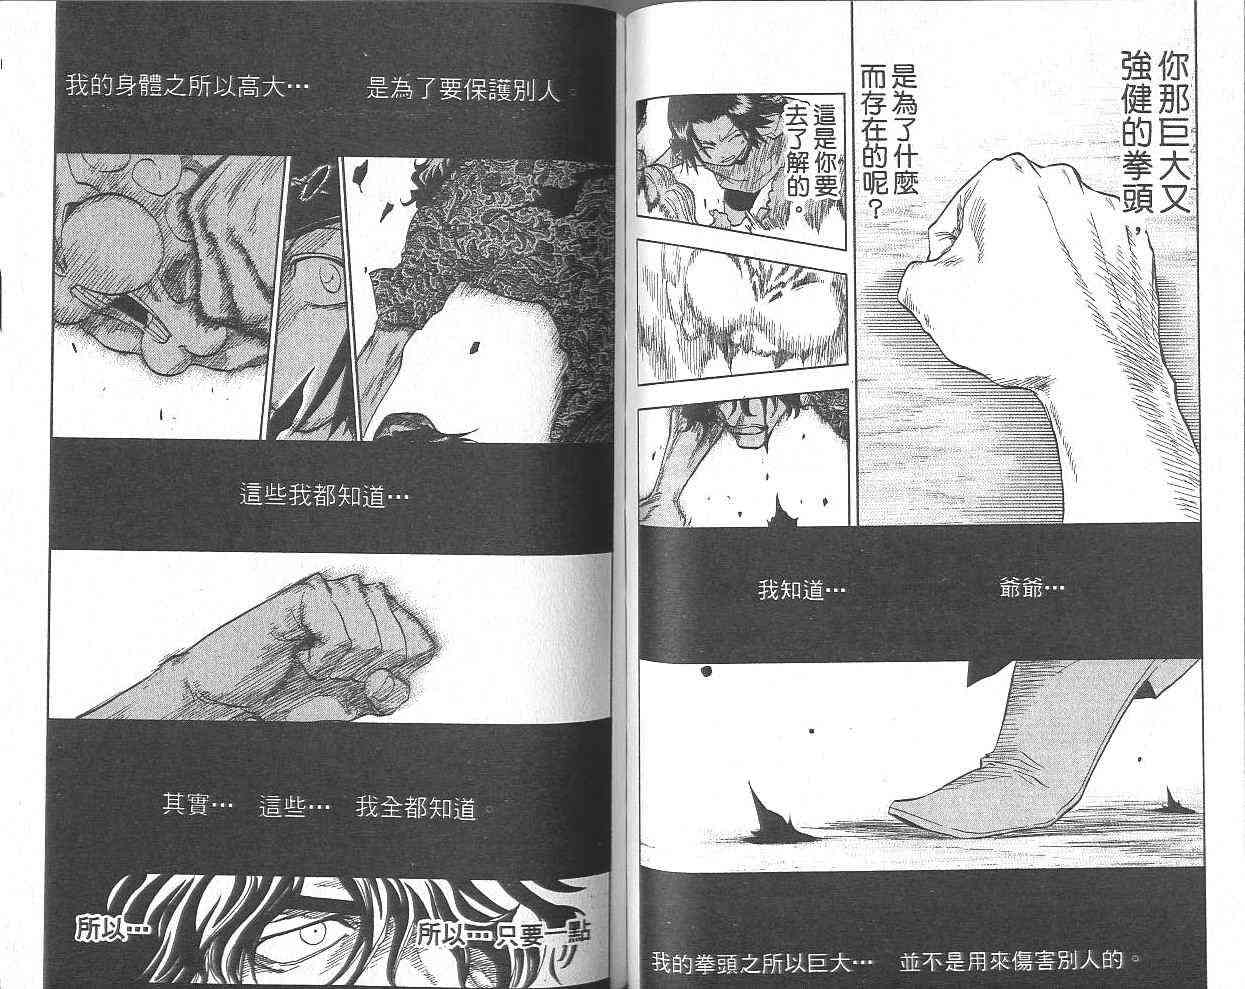 你那巨大又
強健的拳頭，
是為了什麼
而存在的呢？
這是你要
去了解的。
爺爺…
我知道…
我的拳頭之所以巨大… 並不是用來傷害別人的。
是為了要保護別人。
我的身體之所以高大…
這些我都知道…
其實… 這些… 我全都知道。
所以…
所以…只要一點